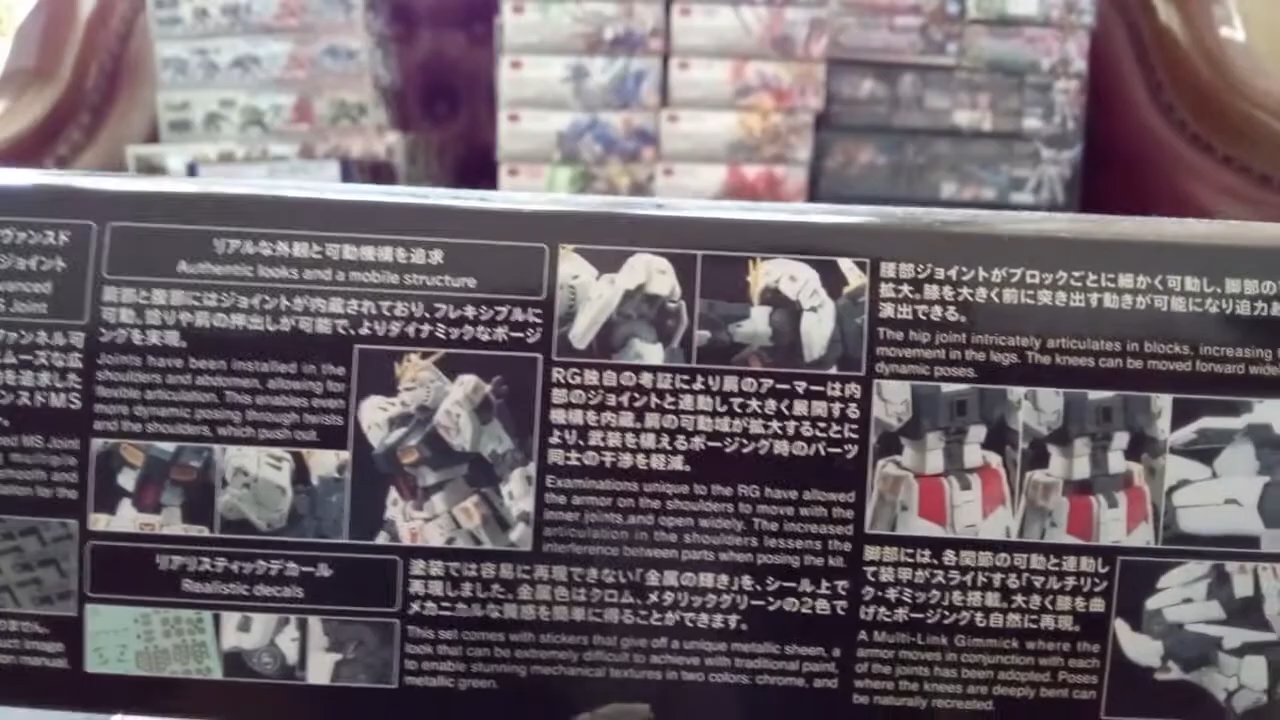 ヴァンスド
ジョイント
vanced
s Joint
ァンネル可
ムーズな広
を追求した
ンスドMS
ed MS Joint
multiple
mooth and
tion for the
りません。
uct image
on manual.
リアルな外観と可動機構を追求
Authentic looks and a mobile structure
肩部と腹部にはジョイントが内蔵されており、フレキシブルに
可動。捻りや肩の押出しが可能で、よりダイナミックなポージ
ングを実現。
Joints have been installed in the
shoulders and abdomen, allowing for
flexible articulation. This enables even
more dynamic posing through twists
and the shoulders, which push out.
リアリスティックデカール
Realistic decals
塗装では容易に再現できない「金属の輝き」を、シール上で
再現しました。金属色はクロム、メタリックグリーンの2色で
メカニカルな質感を簡単に得ることができます。
This set comes with stickers that give off a unique metallic sheen, a
look that can be extremely difficult to achieve with traditional paint,
to enable stunning mechanical textures in two colors: chrome, and
metallic green.
RG独自の考証により肩のアーマーは内
部のジョイントと連動して大きく展開する
機構を内蔵。肩の可動域が拡大することに
より、武装を構えるポージング時のパーツ
同士の干渉を軽減。
Examinations unique to the RG have allowed
the armor on the shoulders to move with the
inner joints and open widely. The increased
articulation in the shoulders lessens the
interference between parts when posing the kit.
腰部ジョイントがブロックごとに細かく可動し、脚部の
拡大。膝を大きく前に突き出す動きが可能になり迫力
演出できる。
The hip joint intricately articulates in blocks, increasing
movement in the legs. The knees can be moved forward wide
dynamic poses.
脚部には、各関節の可動と連動し
て装甲がスライドする「マルチリン
ク・ギミック」を搭載。大きく膝を曲
げたポージングも自然に再現。
A Multi-Link Gimmick where the
armor moves in conjunction with each
of the joints has been adopted. Poses
where the knees are deeply bent can
be naturally recreated.